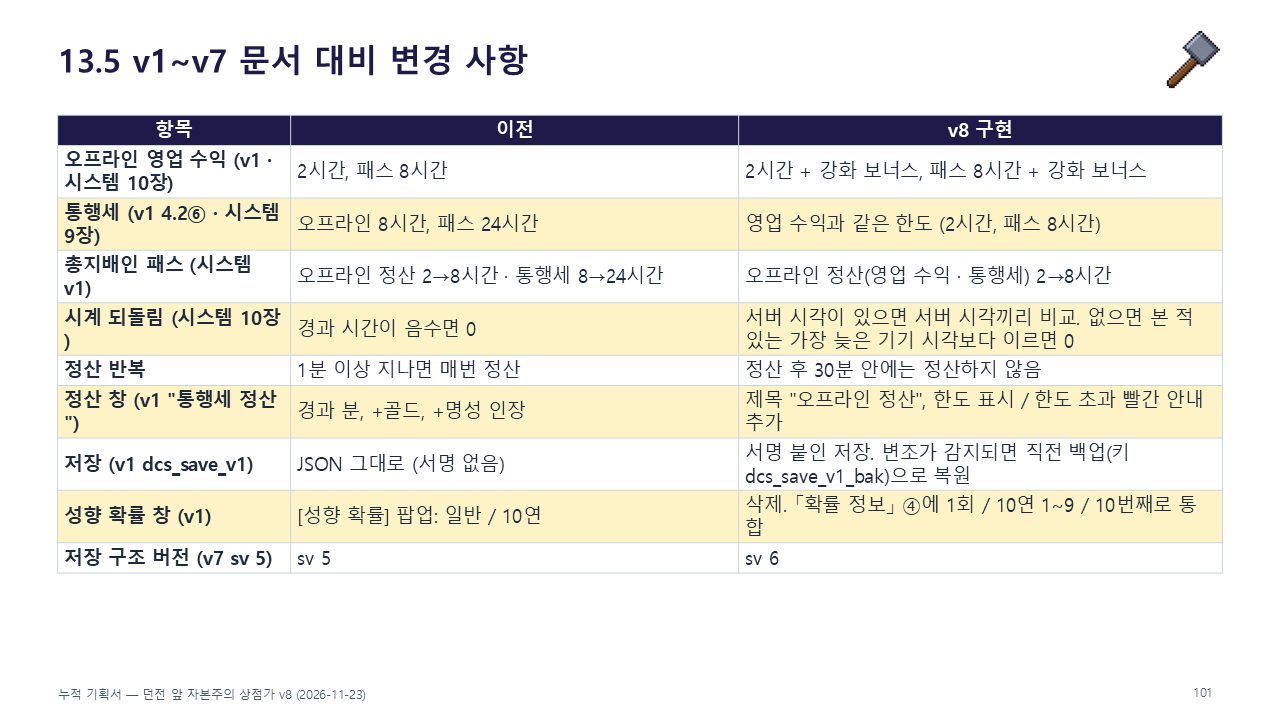 13.5 v1~v7 문서 대비 변경 사항
항목
이전
v8 구현
오프라인 영업 수익 (v1 ·
시스템 10장)
2시간, 패스 8시간
2시간 + 강화 보너스, 패스 8시간 + 강화 보너스
통행세 (v1 4.2⑥ · 시스템
9장)
오프라인 8시간, 패스 24시간
영업 수익과 같은 한도 (2시간, 패스 8시간)
총지배인 패스 (시스템
v1)
오프라인 정산 2→8시간 · 통행세 8→24시간
오프라인 정산(영업 수익 · 통행세) 2→8시간
시계 되돌림 (시스템 10장
)
경과 시간이 음수면 0
서버 시각이 있으면 서버 시각끼리 비교. 없으면 본 적
있는 가장 늦은 기기 시각보다 이르면 0
정산 반복
1분 이상 지나면 매번 정산
정산 후 30분 안에는 정산하지 않음
정산 창 (v1 "통행세 정산
")
경과 분, +골드, +명성 인장
제목 "오프라인 정산", 한도 표시 / 한도 초과 빨간 안내
추가
저장 (v1 dcs_save_v1)
JSON 그대로 (서명 없음)
서명 붙인 저장. 변조가 감지되면 직전 백업(키
dcs_save_v1_bak)으로 복원
성향 확률 창 (v1)
[성향 확률] 팝업: 일반 / 10연
삭제. 「확률 정보」 ④에 1회 / 10연 1~9 / 10번째로 통
합
저장 구조 버전 (v7 sv 5)
sv 5
sv 6
누적 기획서 — 던전 앞 자본주의 상점가 v8 (2026-11-23)
101